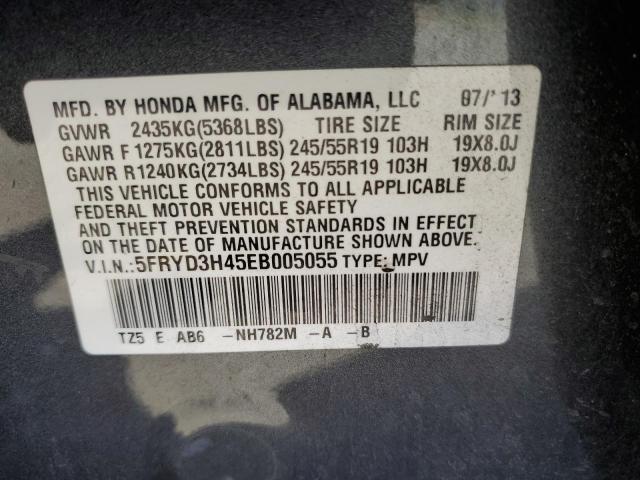 MFD. BY HONDA MFG. OF ALABAMA, LLC 07/'13
GVWR 2435KG(5368LBS) TIRE SIZE RIM SIZE
GAWR F 1275KG(2811LBS) 245/55R19 103H 19X8.0J
GAWR R1240KG(2734LBS) 245/55R19 103H 19X8.0J
THIS VEHICLE CONFORMS TO ALL APPLICABLE
FEDERAL MOTOR VEHICLE SAFETY
AND THEFT PREVENTION STANDARDS IN EFFECT
ON THE DATE OF MANUFACTURE SHOWN ABOVE.
V.I.N.: 5FRYD3H45EB005055 TYPE: MPV
TZ5 E AB6 -NH782M -A -B